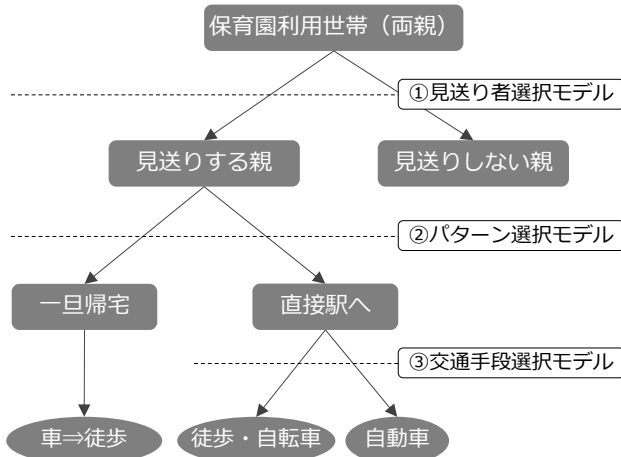 保育園利用世帯（両親）
①見送り者選択モデル
見送りする親
見送りしない親
②パターン選択モデル
一旦帰宅
直接駅へ
③交通手段選択モデル
車⇒徒歩
徒歩・自転車
自動車